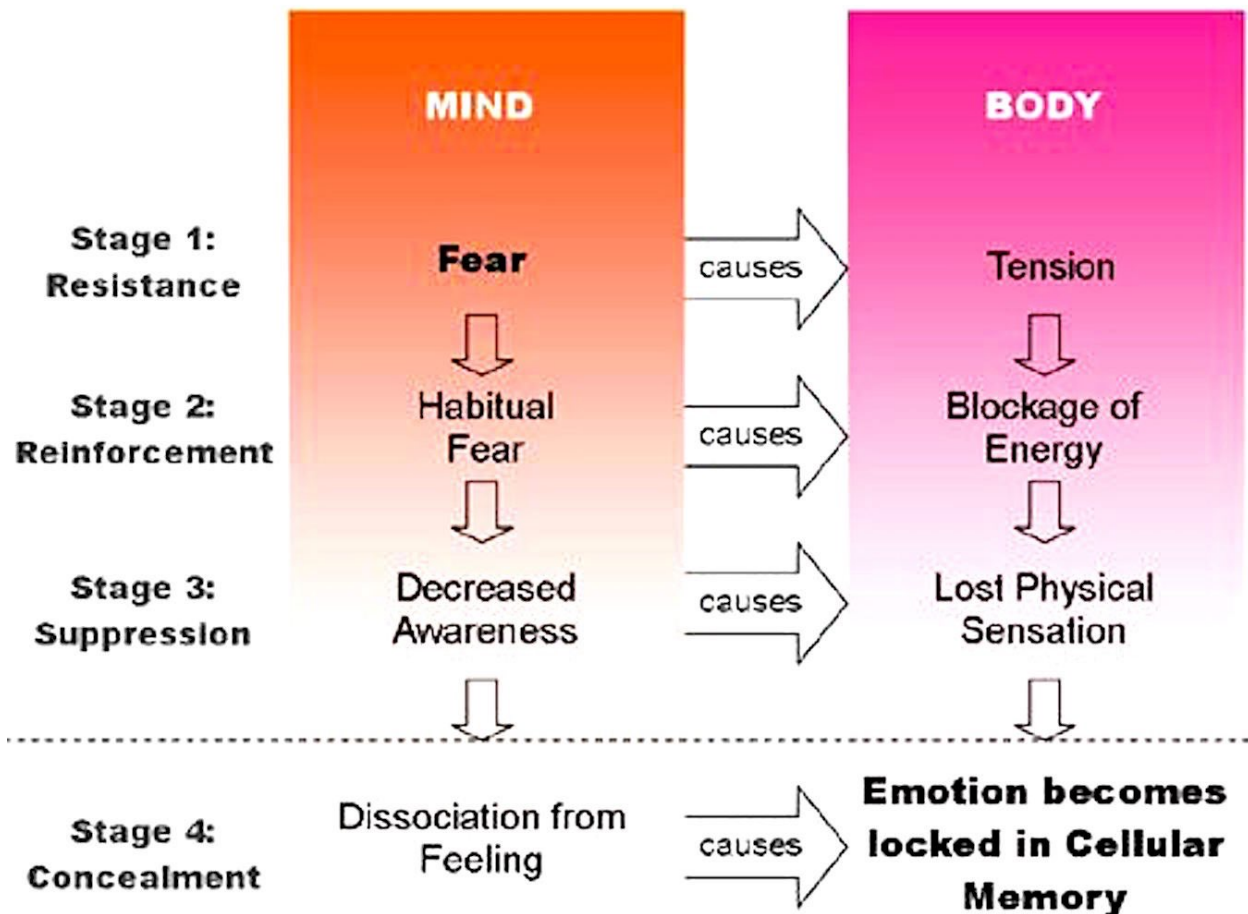 MIND
BODY
Stage 1:
Resistance
Fear
causes
Tension
Stage 2:
Reinforcement
Habitual
Fear
causes
Blockage of
Energy
Stage 3:
Suppression
Decreased
Awareness
causes
Lost Physical
Sensation
Stage 4:
Concealment
Dissociation from
Feeling
causes
Emotion becomes
locked in Cellular
Memory